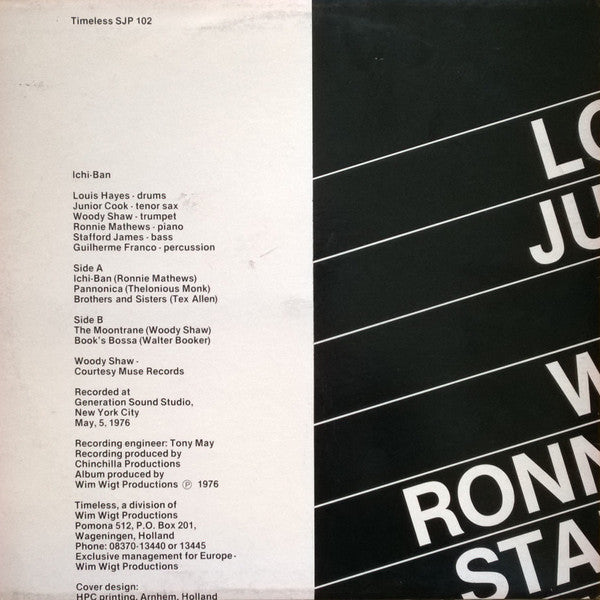 Timeless SJP 102
Ichi-Ban
Louis Hayes - drums
Junior Cook - tenor sax
Woody Shaw - trumpet
Ronnie Mathews - piano
Stafford James - bass
Guilherme Franco - percussion
Side A
Ichi-Ban (Ronnie Mathews)
Pannonica (Thelonious Monk)
Brothers and Sisters (Tex Allen)
Side B
The Moontrane (Woody Shaw)
Book's Bossa (Walter Booker)
Woody Shaw -
Courtesy Muse Records
Recorded at
Generation Sound Studio,
New York City
May, 5. 1976
Recording engineer: Tony May
Recording produced by
Chinchilla Productions
Album produced by
Wim Wigt Productions ℗ 1976
Timeless, a division of
Wim Wigt Productions
Pomona 512, P.O. Box 201,
Wageningen, Holland
Phone: 08370-13440 or 13445
Exclusive management for Europe -
Wim Wigt Productions
Cover design:
HPC printing, Arnhem, Holland
LO
JU
W
RONN
STA